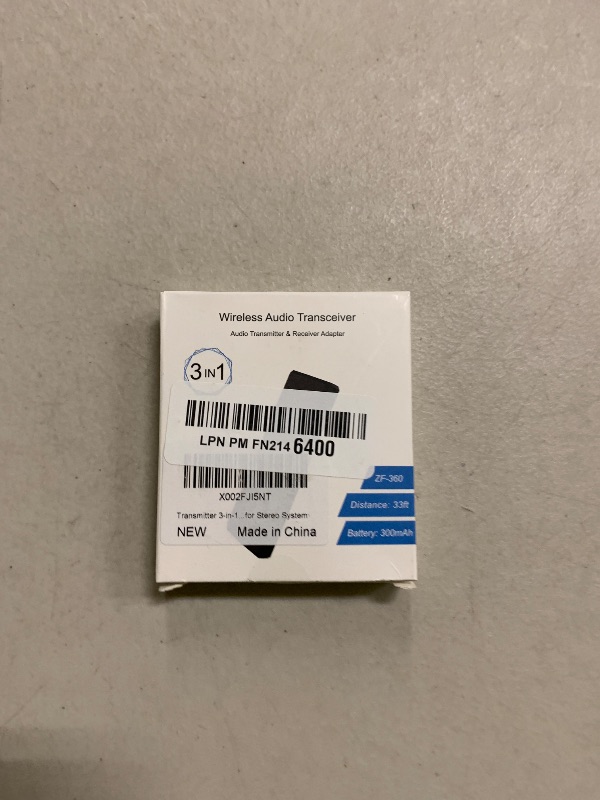 Wireless Audio Transceiver
Audio Transmitter & Receiver Adapter
3 IN 1
LPN PM FN214 6400
X002FJI5NT
Transmitter 3-in-1...for Stereo System
NEW Made in China
ZF-360
Distance: 33ft
Battery: 300mAh